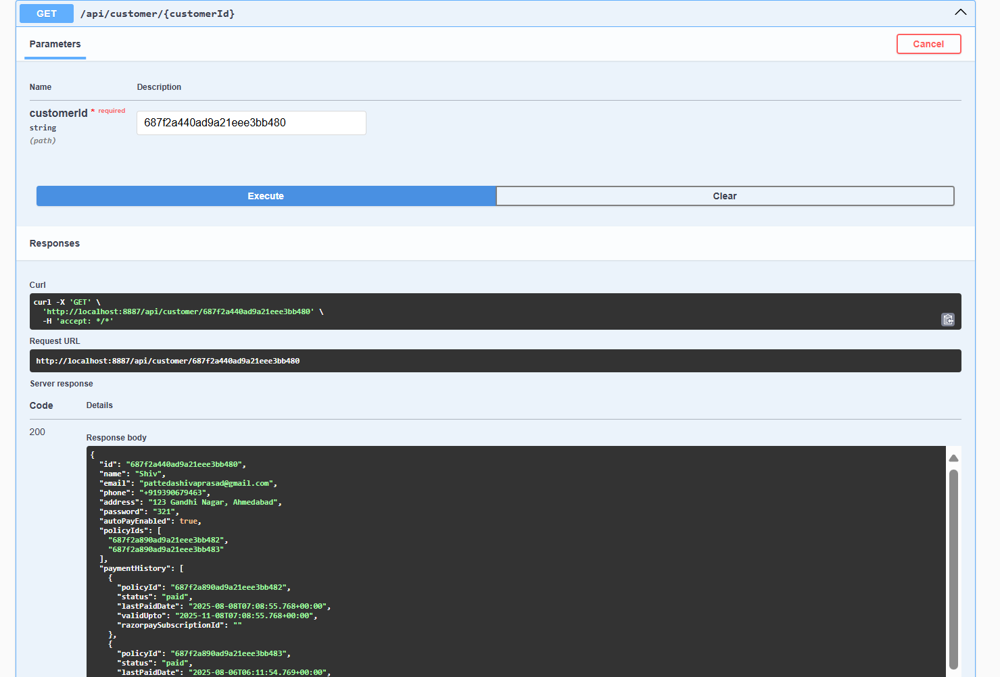 GET /api/customer/{customerId}
Parameters
Cancel
Name Description
customerId * required
string
(path)
687f2a440ad9a21eee3bb480
Execute Clear
Responses
Curl
curl -X 'GET' \
  'http://localhost:8887/api/customer/687f2a440ad9a21eee3bb480' \
  -H 'accept: */*'
Request URL
http://localhost:8887/api/customer/687f2a440ad9a21eee3bb480
Server response
Code Details
200
Response body
{
  "id": "687f2a440ad9a21eee3bb480",
  "name": "Shiv",
  "email": "pattedashivaprasad@gmail.com",
  "phone": "+919390679463",
  "address": "123 Gandhi Nagar, Ahmedabad",
  "password": "321",
  "autoPayEnabled": true,
  "policyIds": [
    "687f2a890ad9a21eee3bb482",
    "687f2a890ad9a21eee3bb483"
  ],
  "paymentHistory": [
    {
      "policyId": "687f2a890ad9a21eee3bb482",
      "status": "paid",
      "lastPaidDate": "2025-08-08T07:08:55.768+00:00",
      "validUpto": "2025-11-08T07:08:55.768+00:00",
      "razorpaySubscriptionId": ""
    },
    {
      "policyId": "687f2a890ad9a21eee3bb483",
      "status": "paid",
      "lastPaidDate": "2025-08-06T06:11:54.769+00:00",